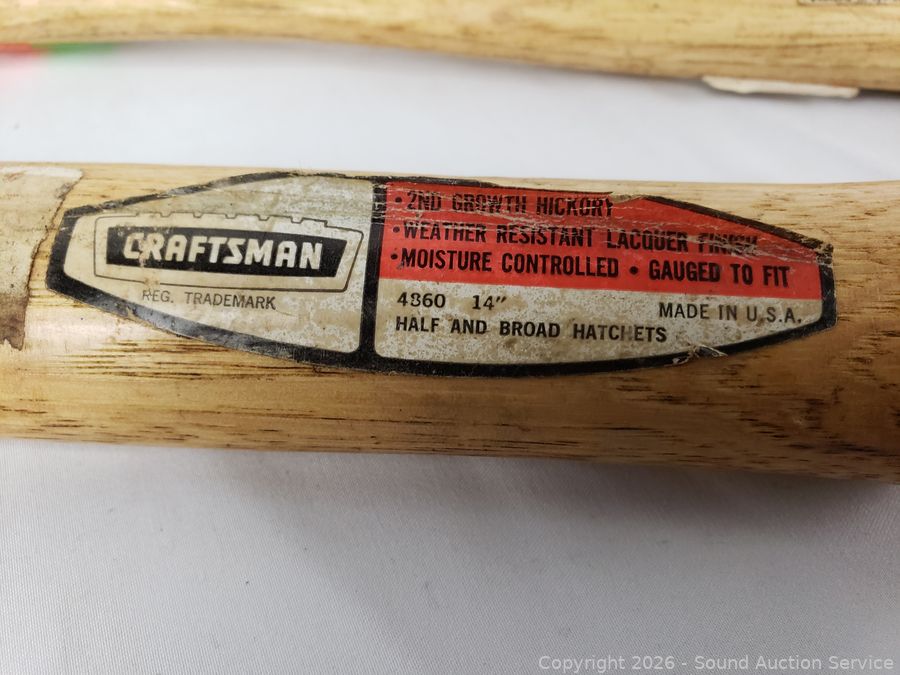 CRAFTSMAN
REG. TRADEMARK
•2ND GROWTH HICKORY
•WEATHER RESISTANT LACQUER FINISH
•MOISTURE CONTROLLED • GAUGED TO FIT
4860 14"
MADE IN U.S.A.
HALF AND BROAD HATCHETS
Copyright 2026 - Sound Auction Service